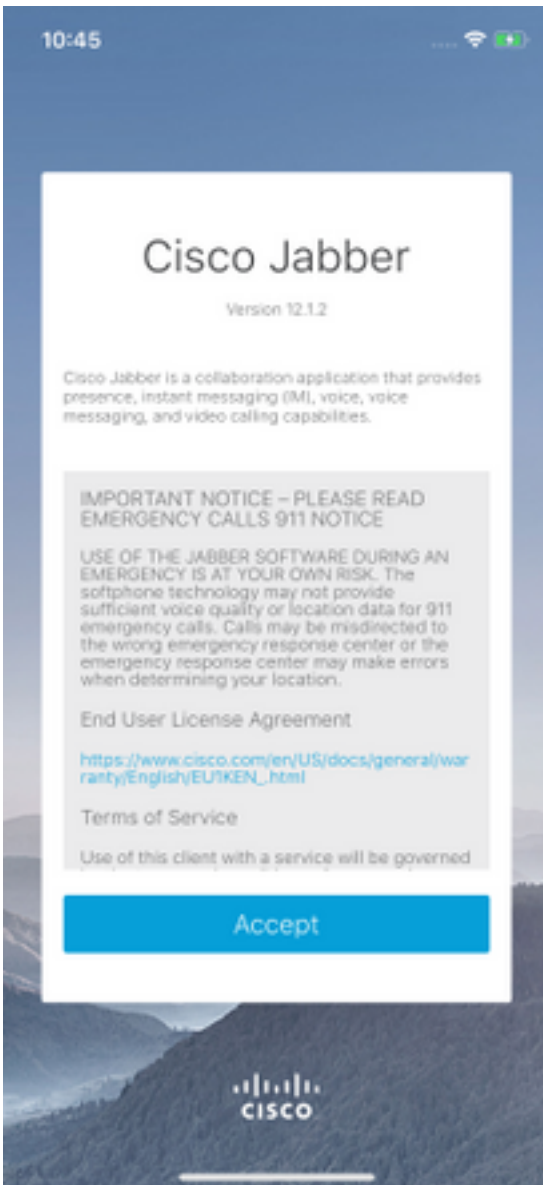 10:45
Cisco Jabber
Version 12.1.2
Cisco Jabber is a collaboration application that provides
presence, instant messaging (IM), voice, voice
messaging, and video calling capabilities.
IMPORTANT NOTICE – PLEASE READ
EMERGENCY CALLS 911 NOTICE
USE OF THE JABBER SOFTWARE DURING AN
EMERGENCY IS AT YOUR OWN RISK. The
softphone technology may not provide
sufficient voice quality or location data for 911
emergency calls. Calls may be misdirected to
the wrong emergency response center or the
emergency response center may make errors
when determining your location.
End User License Agreement
https://www.cisco.com/en/US/docs/general/war
ranty/English/EU1KEN_.html
Terms of Service
Use of this client with a service will be governed
Accept
CISCO